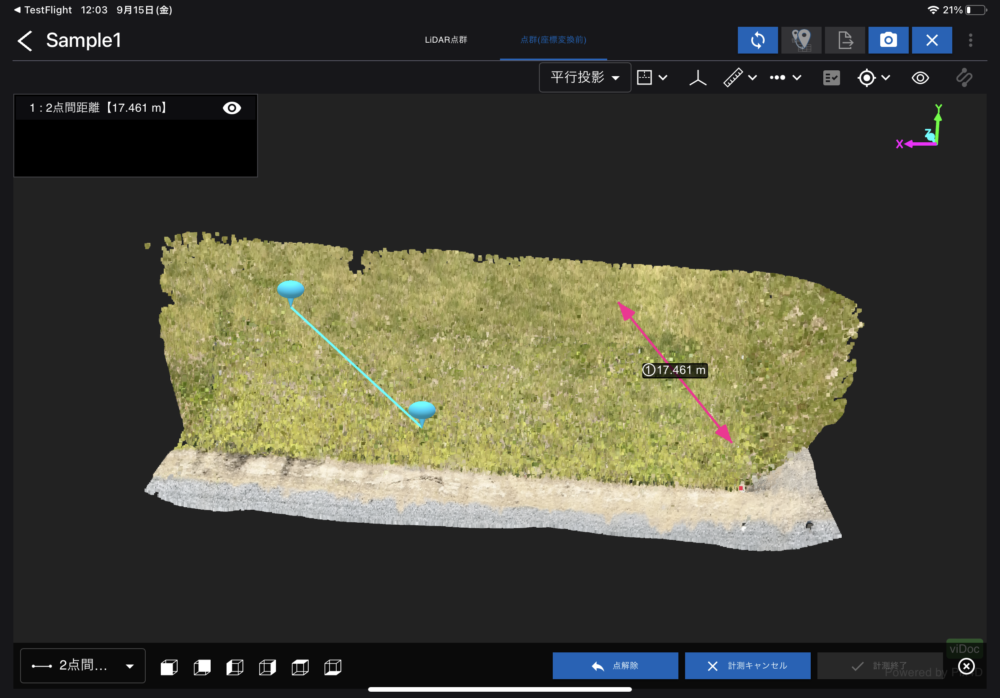 TestFlight 12:03 9月15日(金) 21%
Sample1
LiDAR点群 点群(座標変換前)
平行投影
1 : 2点間距離【17.461 m】
Y
Z
X
①17.461 m
2点間...
点解除 計測キャンセル 計測終了
viDoc
Powered by Pix4D